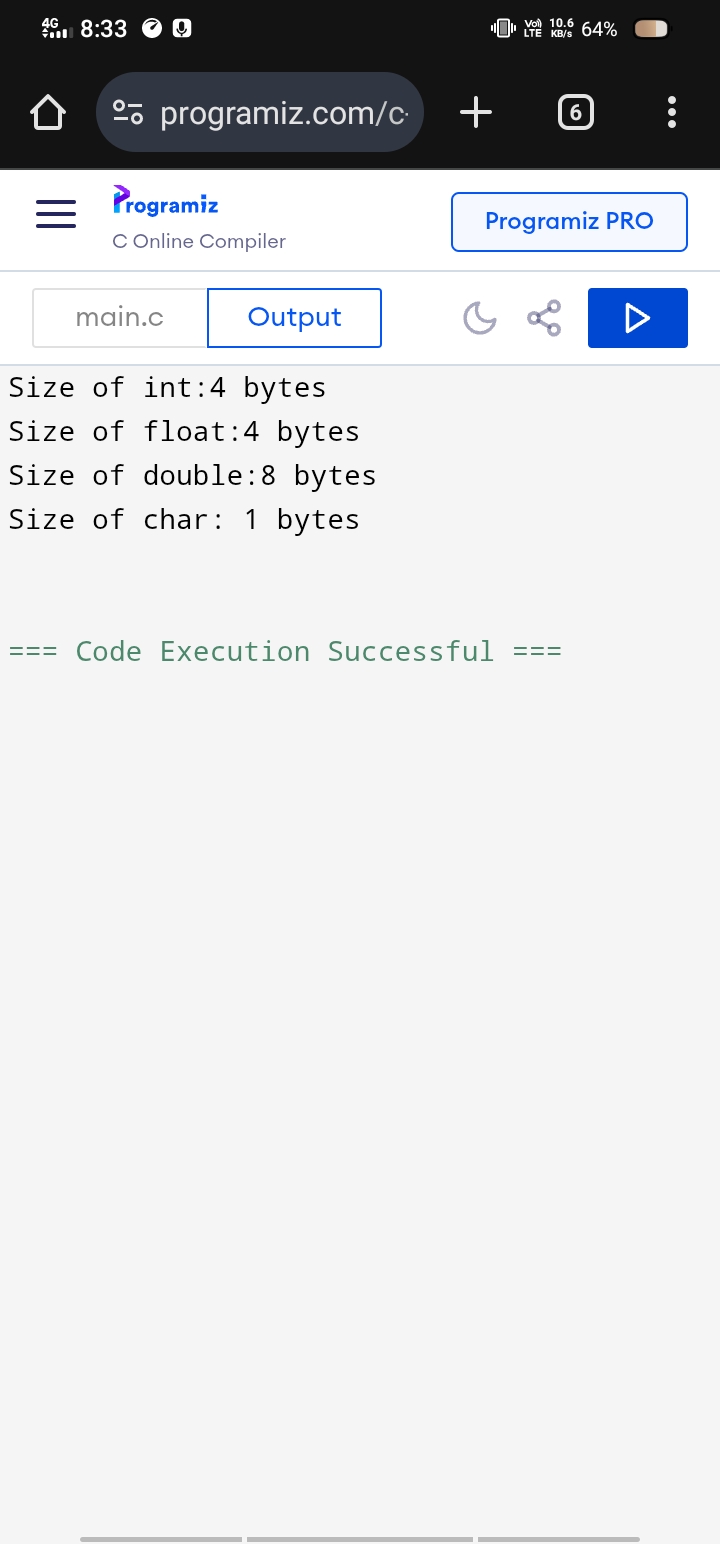 4G 8:33 Vo) LTE 10.6 KB/s 64%
programiz.com/c
6
Programiz
C Online Compiler
Programiz PRO
main.c Output
Size of int:4 bytes
Size of float:4 bytes
Size of double:8 bytes
Size of char: 1 bytes
=== Code Execution Successful ===